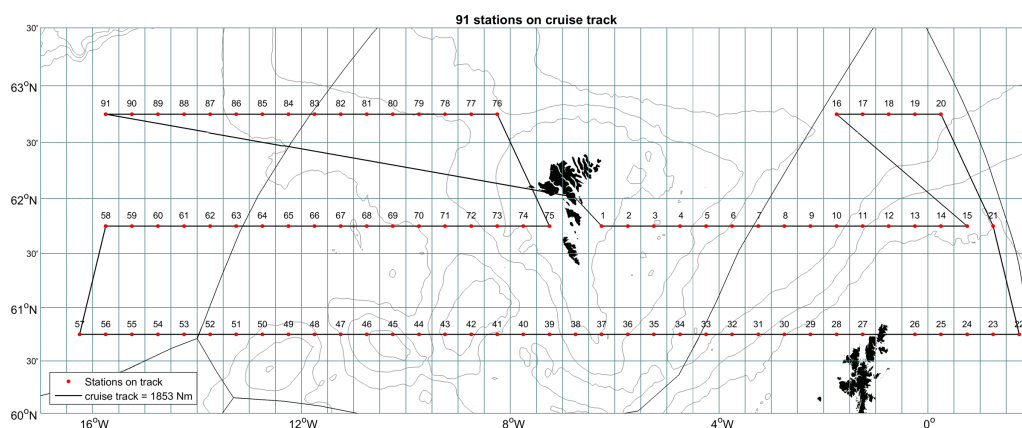 91 stations on cruise track
30'
63°N
91 90 89 88 87 86 85 84 83 82 81 80 79 78 77 76 16 17 18 19 20
30'
62°N
58 59 60 61 62 63 64 65 66 67 68 69 70 71 72 73 74 75 1 2 3 4 5 6 7 8 9 10 11 12 13 14 15 21
30'
61°N
57 56 55 54 53 52 51 50 49 48 47 46 45 44 43 42 41 40 39 38 37 36 35 34 33 32 31 30 29 28 27 26 25 24 23 22
30'
Stations on track
cruise track = 1853 Nm
60°N
16°W 12°W 8°W 4°W 0°